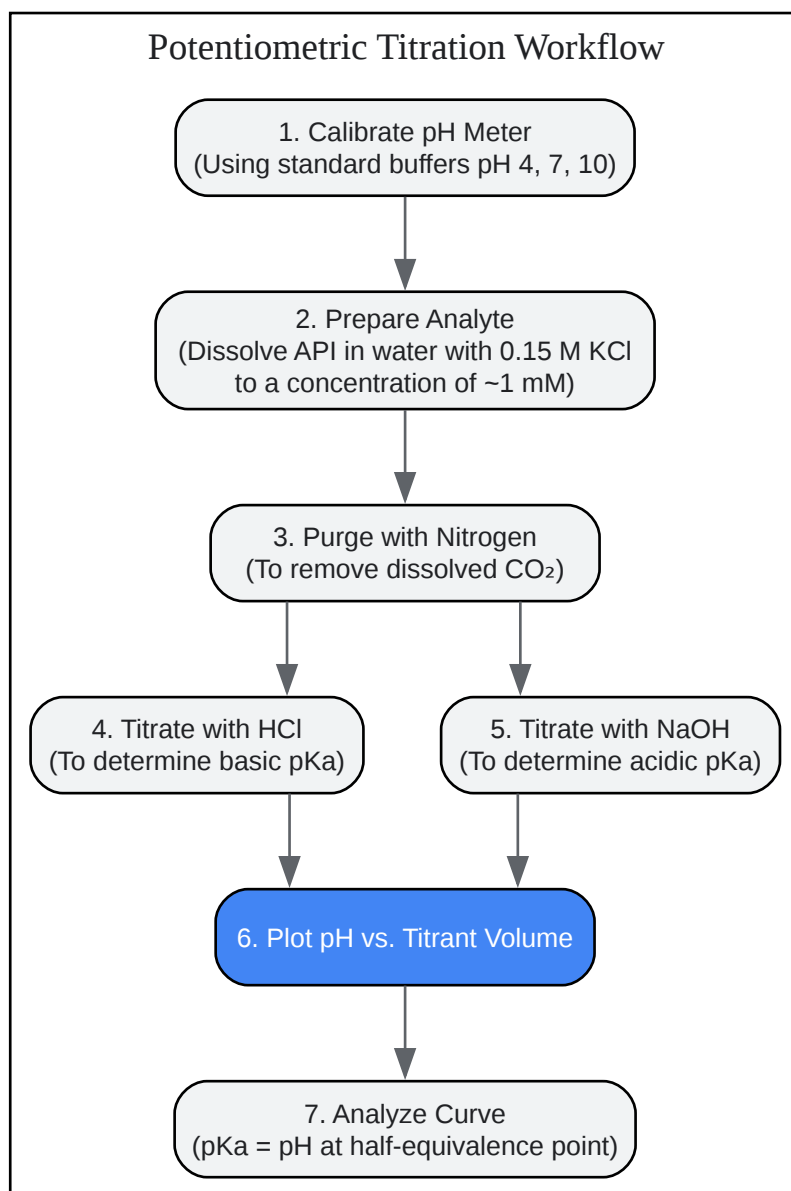 Potentiometric Titration Workflow
1. Calibrate pH Meter
(Using standard buffers pH 4, 7, 10)
2. Prepare Analyte
(Dissolve API in water with 0.15 M KCl
to a concentration of ~1 mM)
3. Purge with Nitrogen
(To remove dissolved CO₂)
4. Titrate with HCl
(To determine basic pKa)
5. Titrate with NaOH
(To determine acidic pKa)
6. Plot pH vs. Titrant Volume
7. Analyze Curve
(pKa = pH at half-equivalence point)